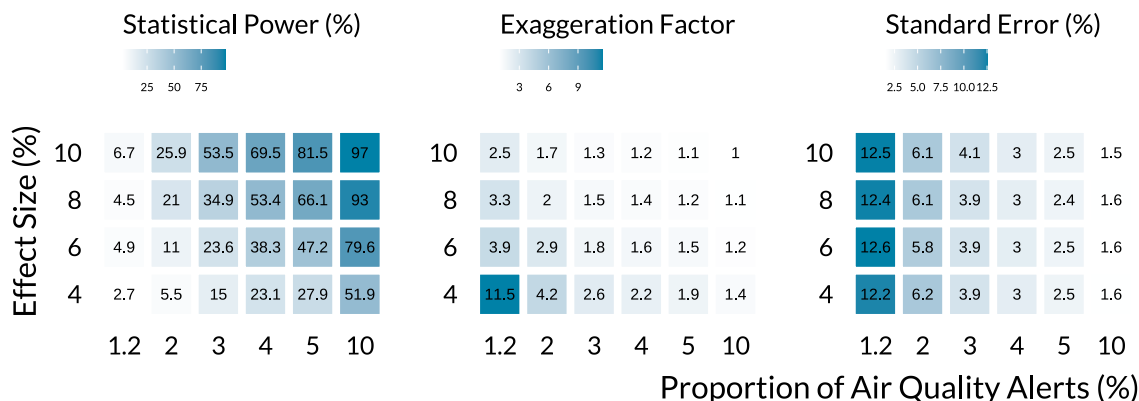 Statistical Power (%) Exaggeration Factor Standard Error (%)
25 50 75 3 6 9 2.5 5.0 7.5 10.0 12.5
Effect Size (%)
10 6.7 25.9 53.5 69.5 81.5 97 10 2.5 1.7 1.3 1.2 1.1 1 10 12.5 6.1 4.1 3 2.5 1.5
8 4.5 21 34.9 53.4 66.1 93 8 3.3 2 1.5 1.4 1.2 1.1 8 12.4 6.1 3.9 3 2.4 1.6
6 4.9 11 23.6 38.3 47.2 79.6 6 3.9 2.9 1.8 1.6 1.5 1.2 6 12.6 5.8 3.9 3 2.5 1.6
4 2.7 5.5 15 23.1 27.9 51.9 4 11.5 4.2 2.6 2.2 1.9 1.4 4 12.2 6.2 3.9 3 2.5 1.6
1.2 2 3 4 5 10 1.2 2 3 4 5 10 1.2 2 3 4 5 10
Proportion of Air Quality Alerts (%)